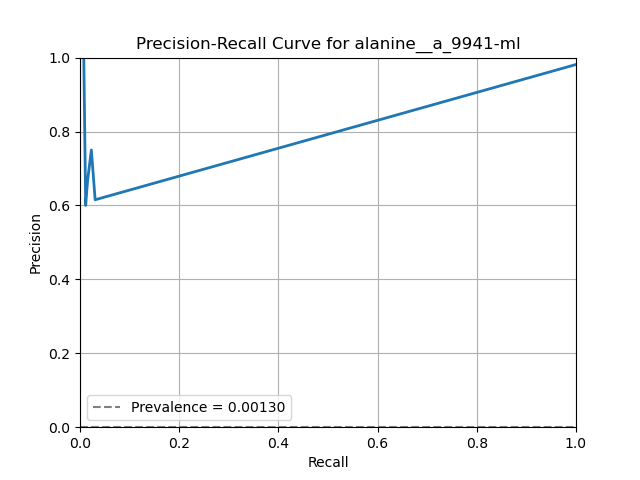 Precision-Recall Curve for alanine__a_9941-ml
1.0
0.8
0.6
0.4
0.2
0.0
Precision
Prevalence = 0.00130
0.0 0.2 0.4 0.6 0.8 1.0
Recall